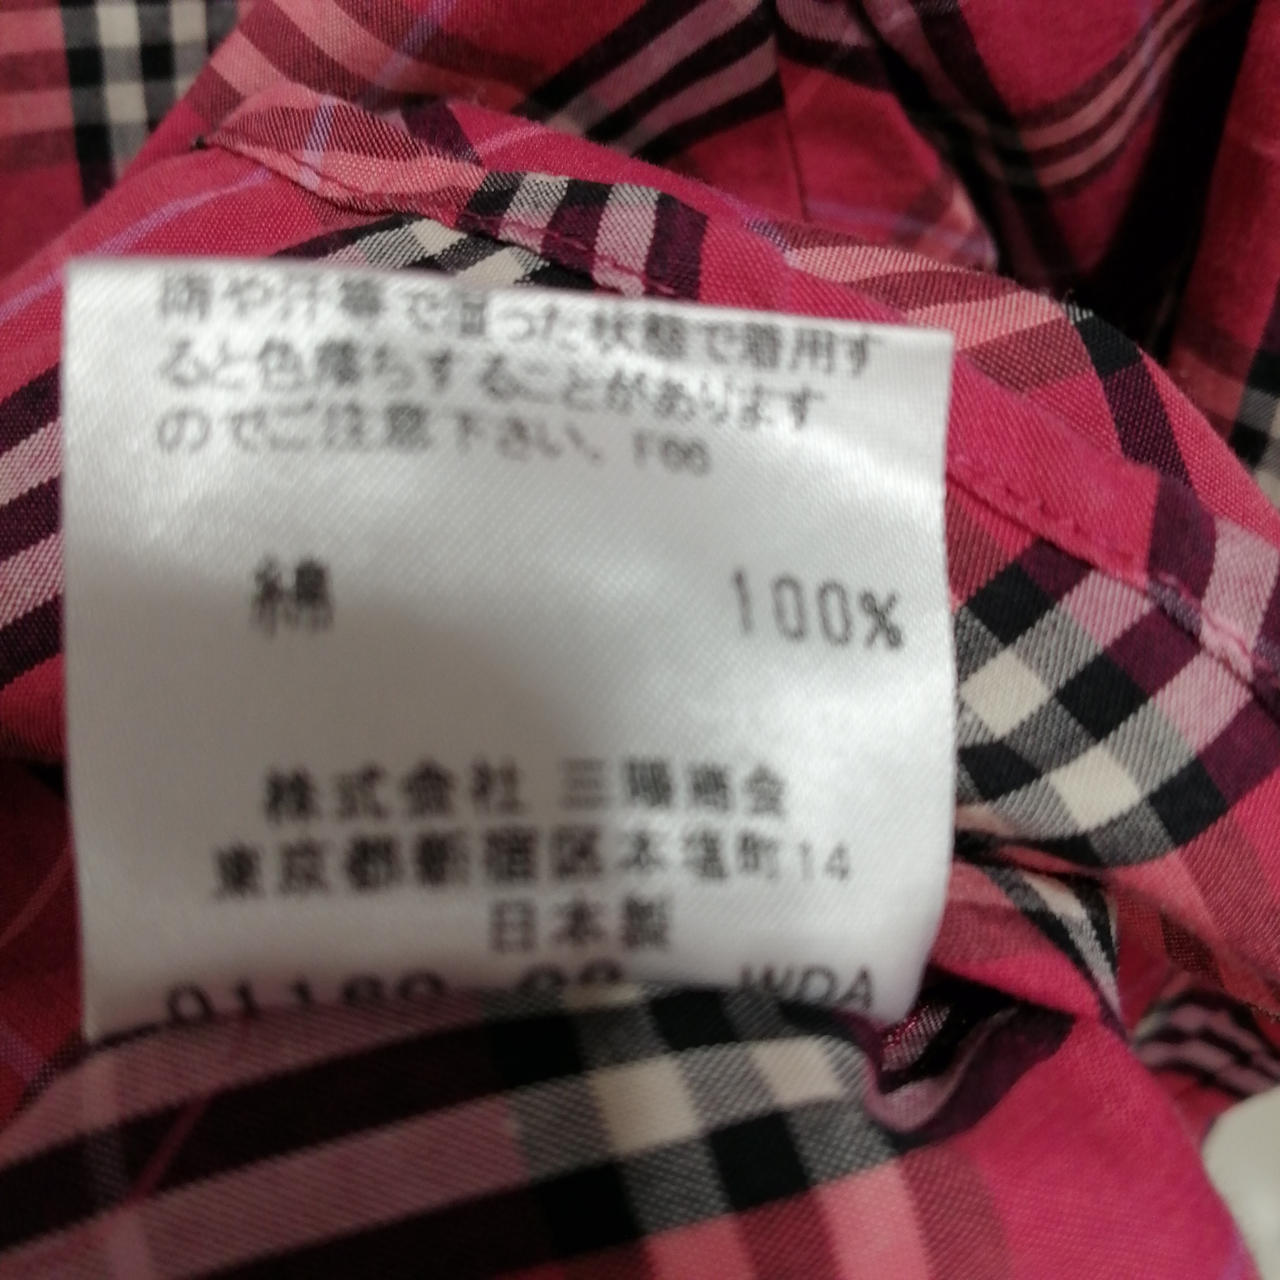 雨や汗等で湿った状態で着用す
ると色落ちすることがあります
のでご注意下さい。F06
綿 100%
株式会社 三陽商会
東京都新宿区本塩町14
日本製
WDA